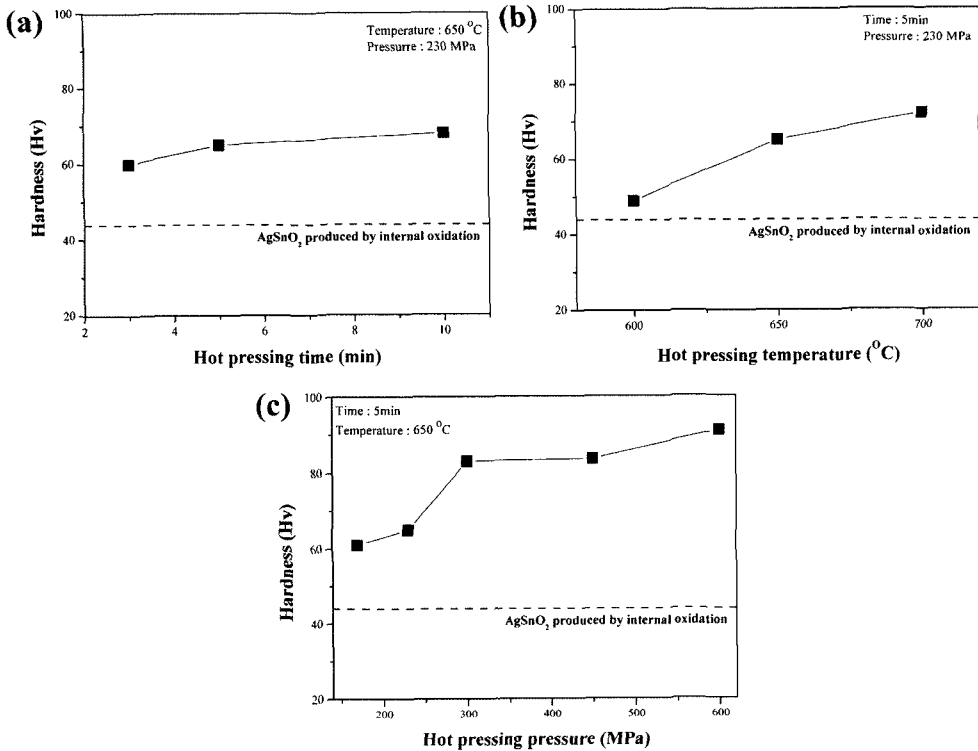 (a)
Temperature : 650 °C
Pressurre : 230 MPa
100
80
60
40
20
Hardness (Hv)
AgSnO2 produced by internal oxidation
2 4 6 8 10
Hot pressing time (min)
(b)
Time : 5min
Pressurre : 230 MPa
100
80
60
40
20
Hardness (Hv)
AgSnO2 produced by internal oxidation
600 650 700
Hot pressing temperature (°C)
(c)
Time : 5min
Temperature : 650 °C
100
80
60
40
20
Hardness (Hv)
AgSnO2 produced by internal oxidation
200 300 400 500 600
Hot pressing pressure (MPa)